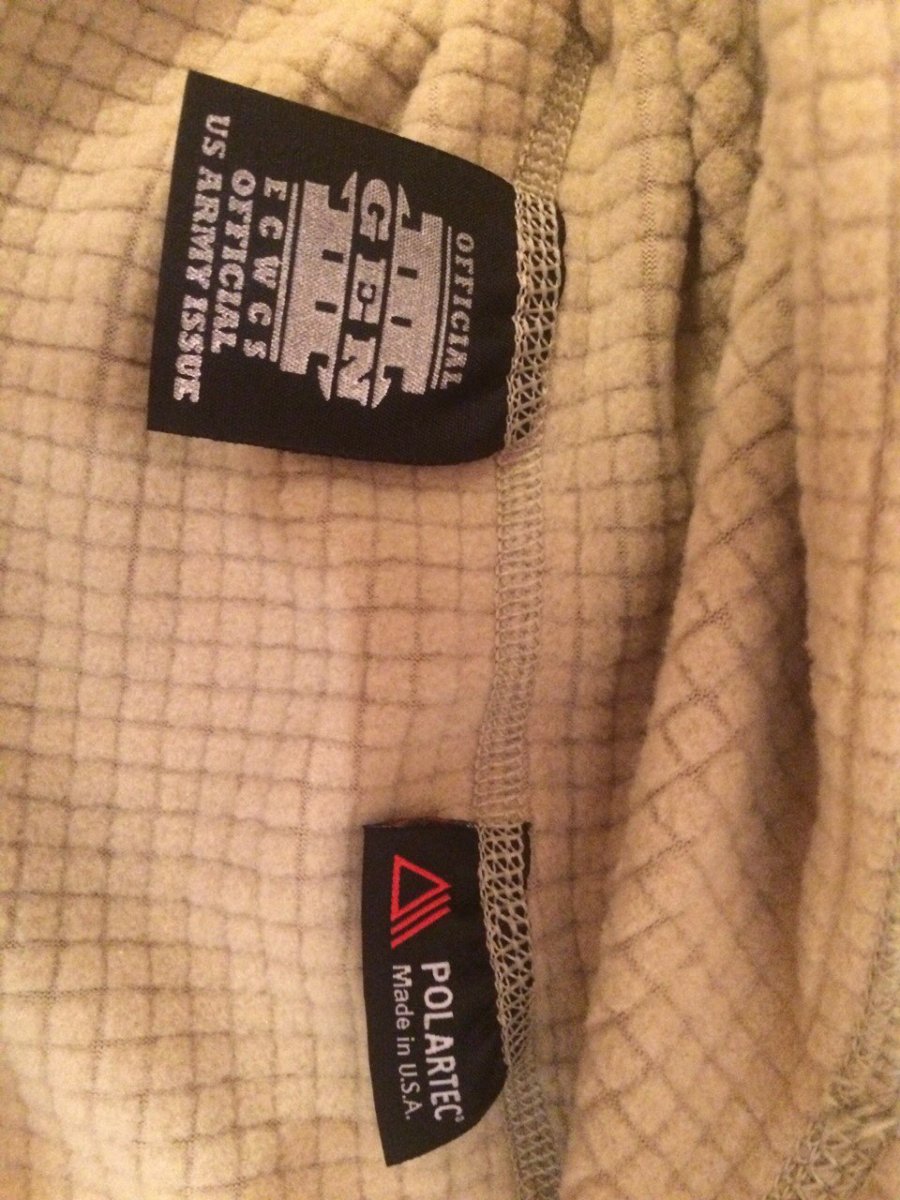 OFFICIAL
GEN
III
ECWCS
OFFICIAL
US ARMY ISSUE
POLARTEC®
Made in U.S.A.